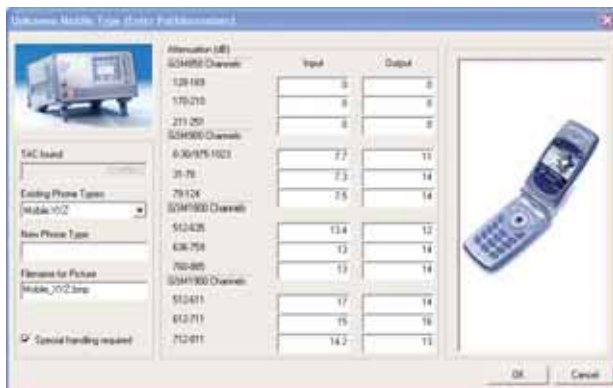 Unknown Mobile Type (Enter Particularities)
Attenuation (dB)
GSM850 Channels Input Output
128-169 0 0
170-210 0 0
211-251 0 0
GSM900 Channels
0-30/975-1023 7.7 11
31-78 7.3 14
79-124 7.5 14
GSM1800 Channels
512-635 13.4 12
636-759 13 14
760-885 13 14
GSM1900 Channels
512-611 17 14
612-711 15 16
712-811 14.2 13
TAC found
Existing Phone Types
Mobile XYZ
New Phone Type
Filename for Picture
Mobile_XYZ.bmp
Special handling required
OK Cancel